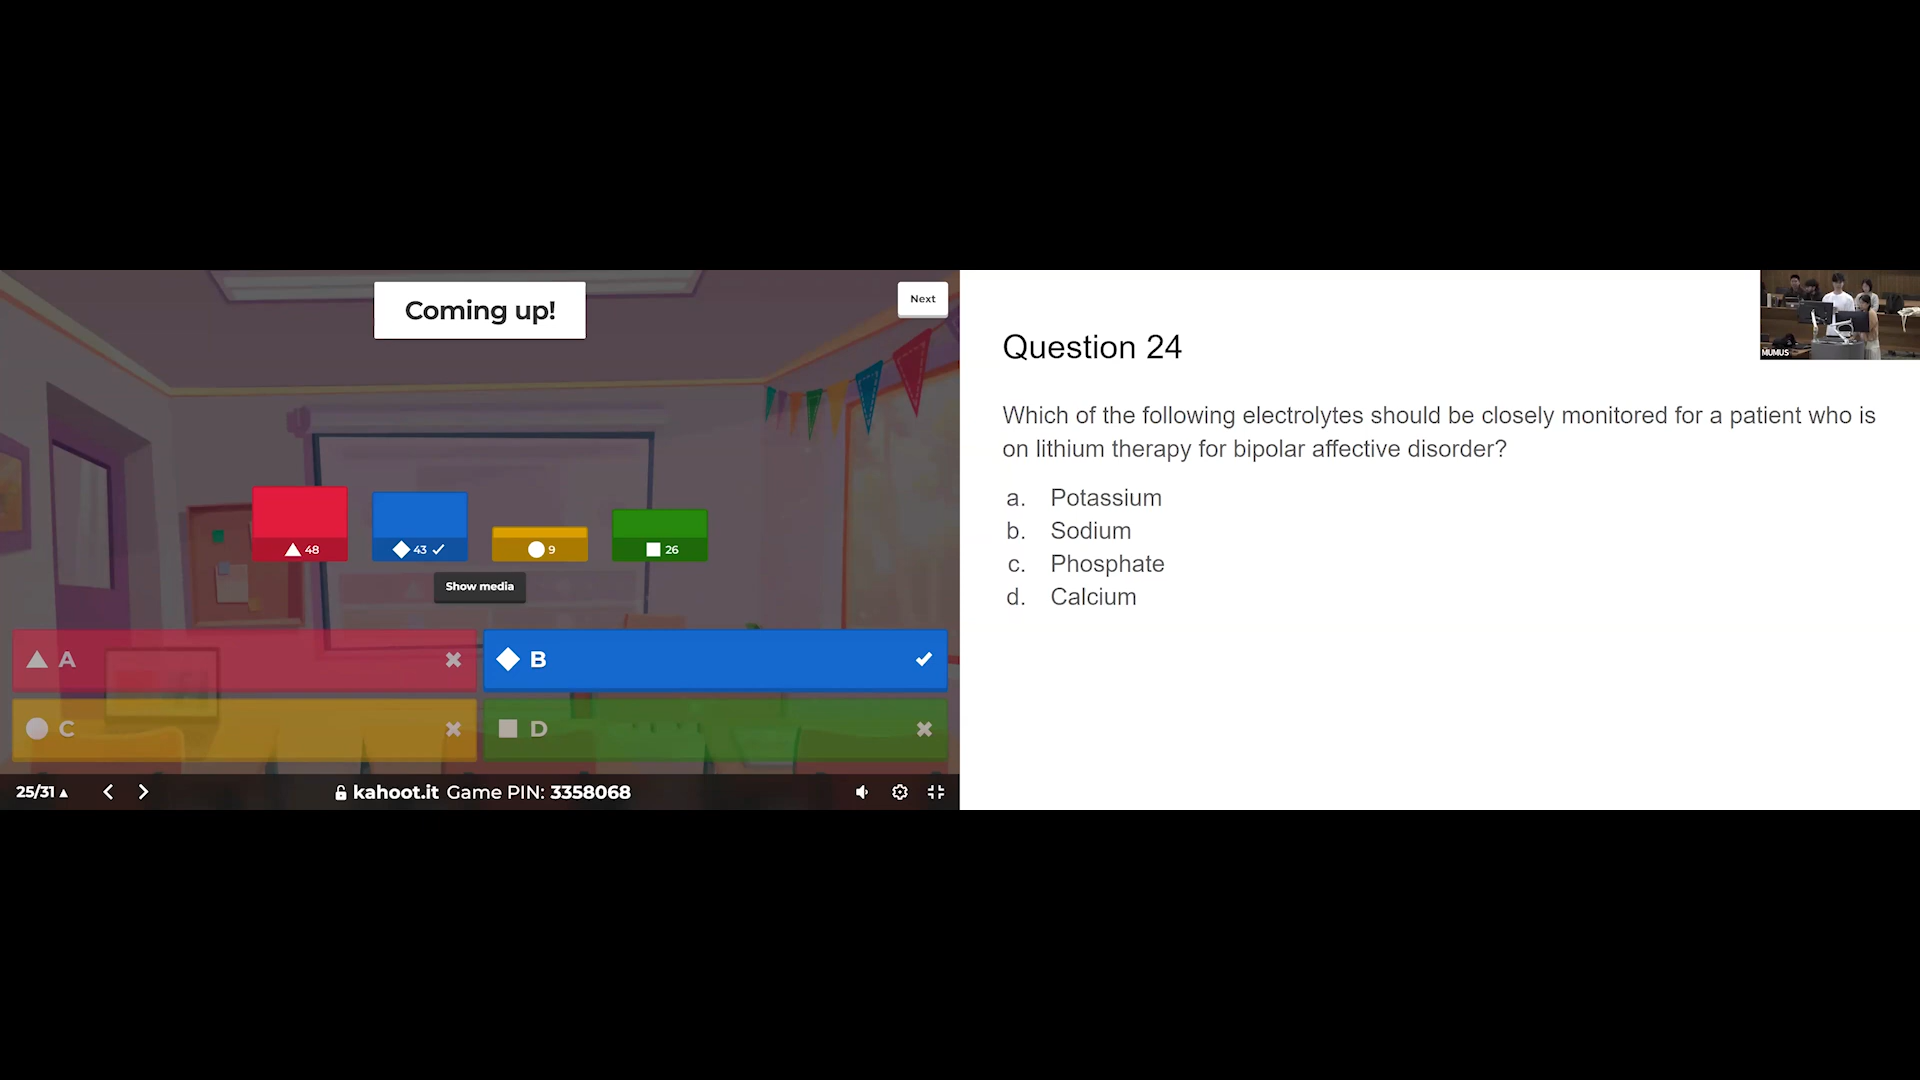 Coming up!
Next
48
43
9
26
Show media
A
B
C
D
25/31
kahoot.it Game PIN: 3358068
Question 24
Which of the following electrolytes should be closely monitored for a patient who is
on lithium therapy for bipolar affective disorder?
a. Potassium
b. Sodium
c. Phosphate
d. Calcium
MUMUS